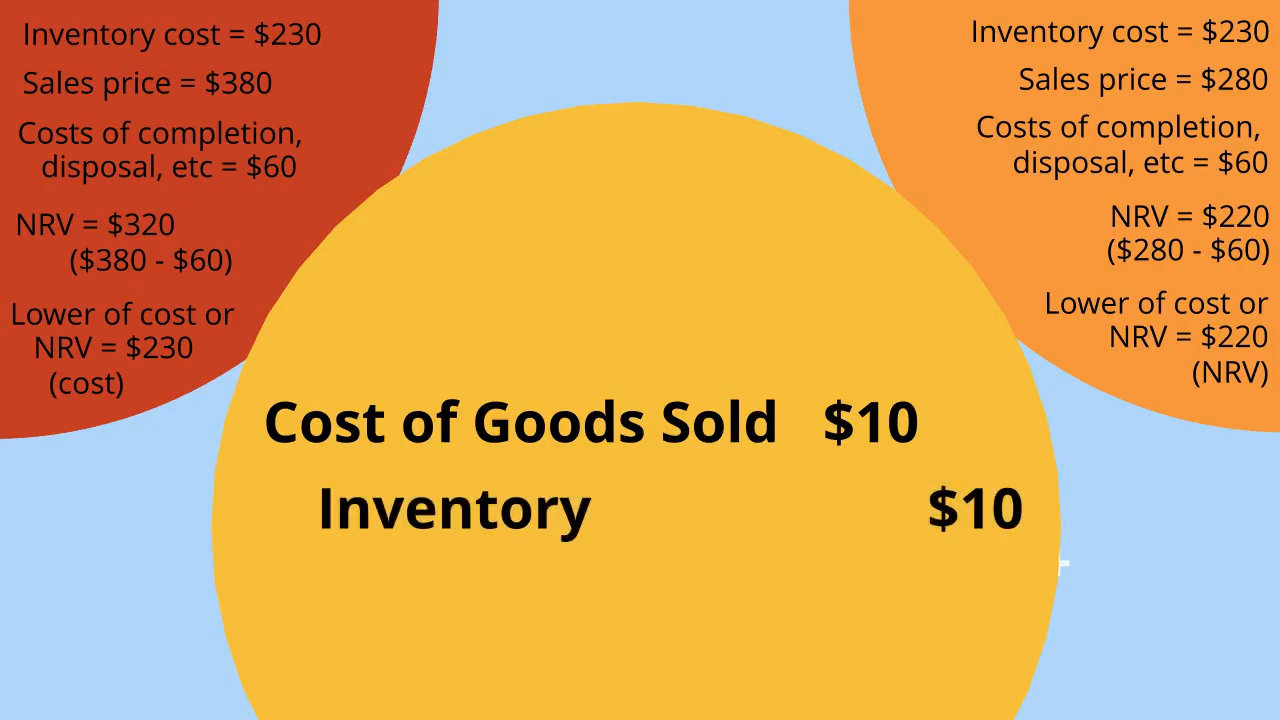 Inventory cost = $230
Sales price = $380
Costs of completion,
disposal, etc = $60
NRV = $320
($380 - $60)
Lower of cost or
NRV = $230
(cost)
Inventory cost = $230
Sales price = $280
Costs of completion,
disposal, etc = $60
NRV = $220
($280 - $60)
Lower of cost or
NRV = $220
(NRV)
Cost of Goods Sold $10
Inventory $10